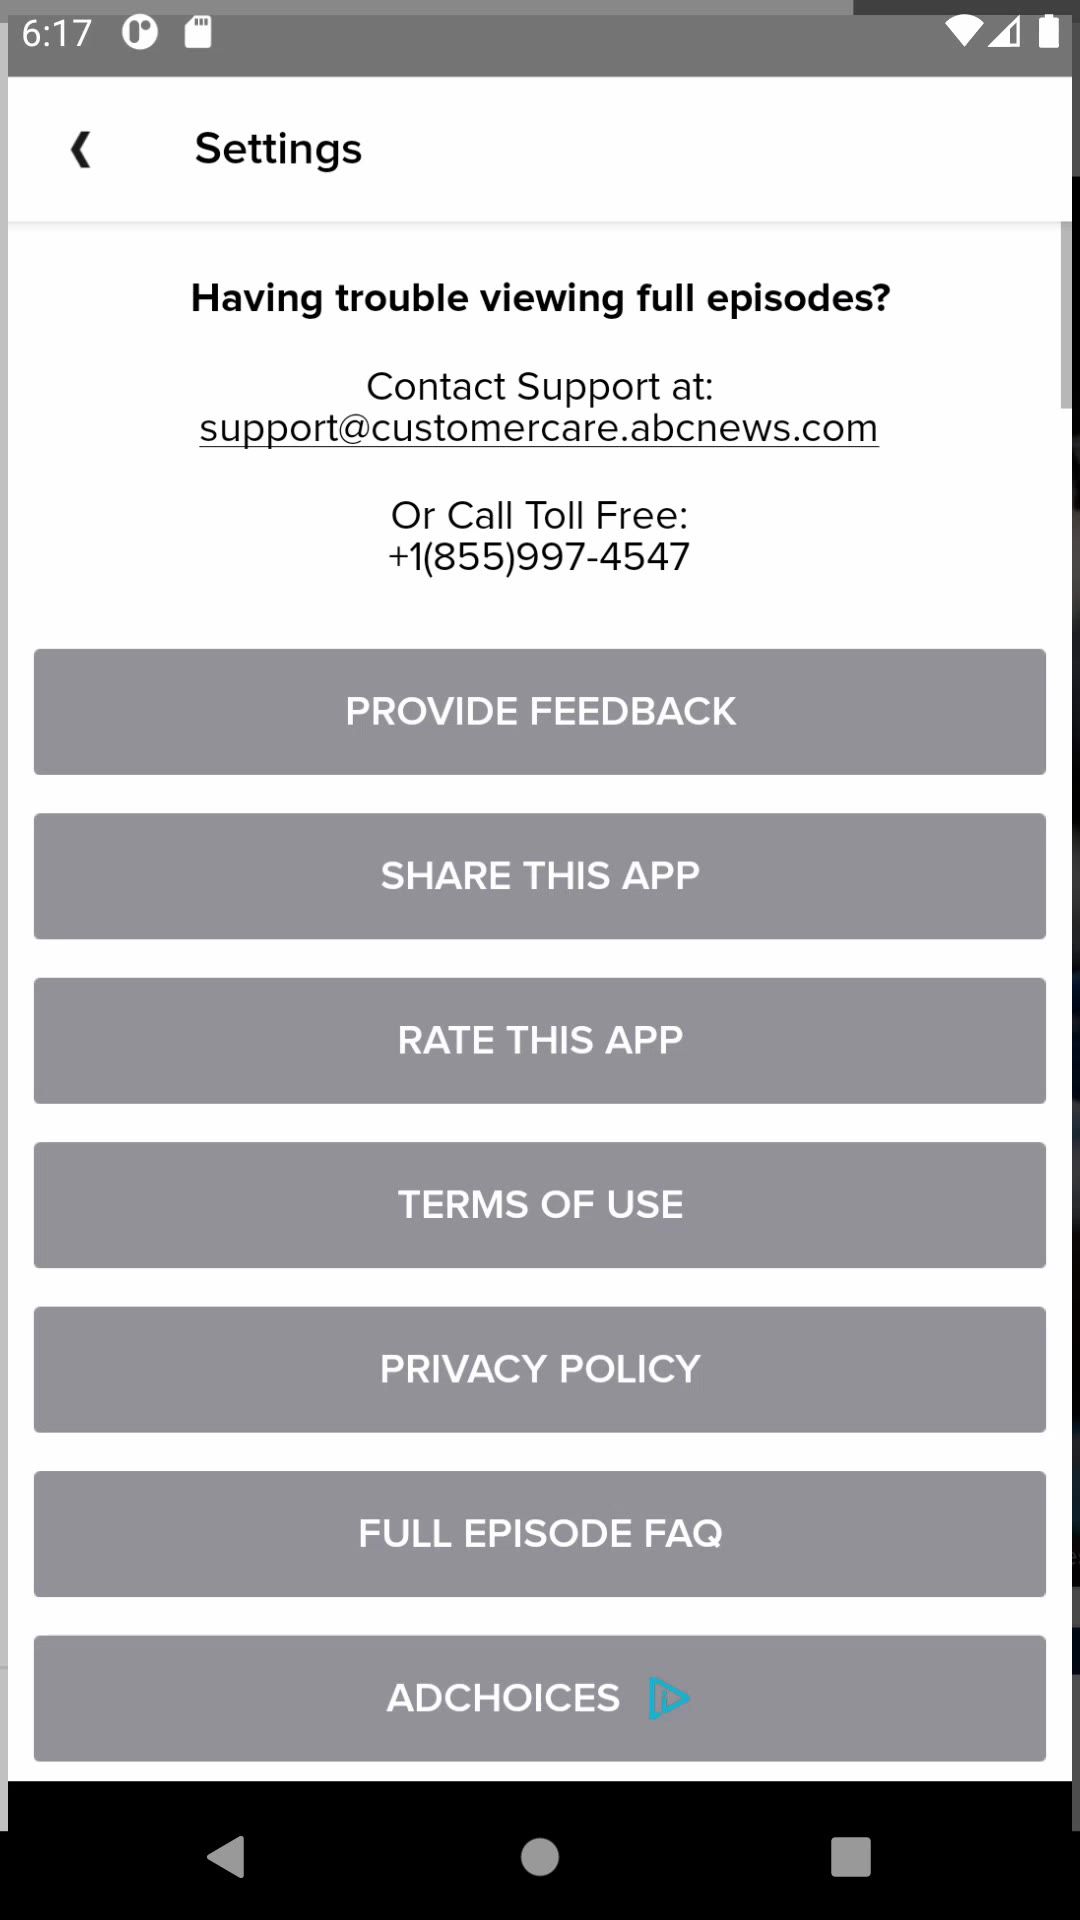 6:17
Settings
Having trouble viewing full episodes?
Contact Support at:
support@customercare.abcnews.com
Or Call Toll Free:
+1(855)997-4547
PROVIDE FEEDBACK
SHARE THIS APP
RATE THIS APP
TERMS OF USE
PRIVACY POLICY
FULL EPISODE FAQ
ADCHOICES